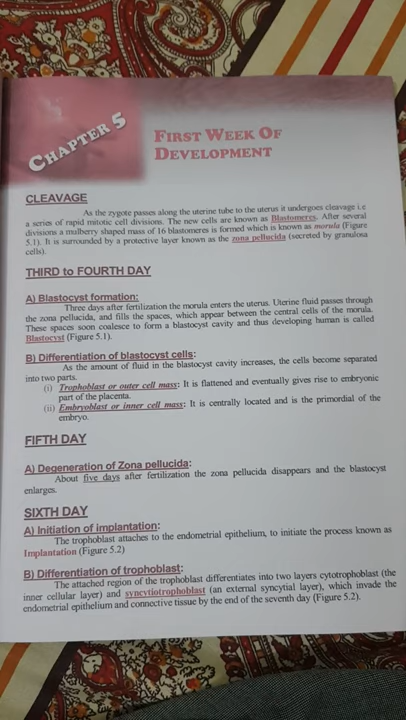 CHAPTER 5
FIRST WEEK OF
DEVELOPMENT
CLEAVAGE
As the zygote passes along the uterine tube to the uterus it undergoes cleavage i.e
a series of rapid mitotic cell divisions. The new cells are known as Blastomeres. After several
divisions a mulberry shaped mass of 16 blastomeres is formed which is known as morula (Figure
5.1). It is surrounded by a protective layer known as the zona pellucida (secreted by granulosa
cells).
THIRD to FOURTH DAY
A) Blastocyst formation:
Three days after fertilization the morula enters the uterus. Uterine fluid passes through
the zona pellucida, and fills the spaces, which appear between the central cells of the morula.
These spaces soon coalesce to form a blastocyst cavity and thus developing human is called
Blastocyst (Figure 5.1).
B) Differentiation of blastocyst cells:
As the amount of fluid in the blastocyst cavity increases, the cells become separated
into two parts.
(i) Trophoblast or outer cell mass: It is flattened and eventually gives rise to embryonic
part of the placenta.
(ii) Embryoblast or inner cell mass: It is centrally located and is the primordial of the
embryo.
FIFTH DAY
A) Degeneration of Zona pellucida:
About five days after fertilization the zona pellucida disappears and the blastocyst
enlarges.
SIXTH DAY
A) Initiation of implantation:
The trophoblast attaches to the endometrial epithelium, to initiate the process known as
Implantation (Figure 5.2)
B) Differentiation of trophoblast:
The attached region of the trophoblast differentiates into two layers cytotrophoblast (the
inner cellular layer) and syncytiotrophoblast (an external syncytial layer), which invade the
endometrial epithelium and connective tissue by the end of the seventh day (Figure 5.2).